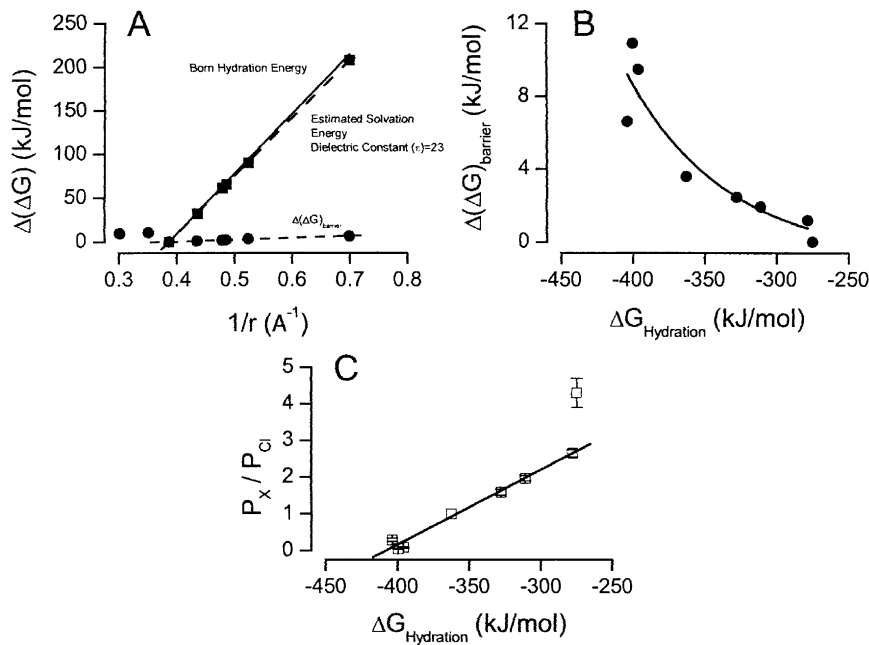 A
Δ(ΔG) (kJ/mol)
250
200
150
100
50
0
Born Hydration Energy
Estimated Solvation
Energy
Dielectric Constant (ε)=23
Δ(ΔG)barrier
0.3 0.4 0.5 0.6 0.7 0.8
1/r (A⁻¹)
B
Δ(ΔG)barrier (kJ/mol)
12
8
4
0
-450 -400 -350 -300 -250
ΔGHydration (kJ/mol)
C
PX / PCl
5
4
3
2
1
0
-450 -400 -350 -300 -250
ΔGHydration (kJ/mol)